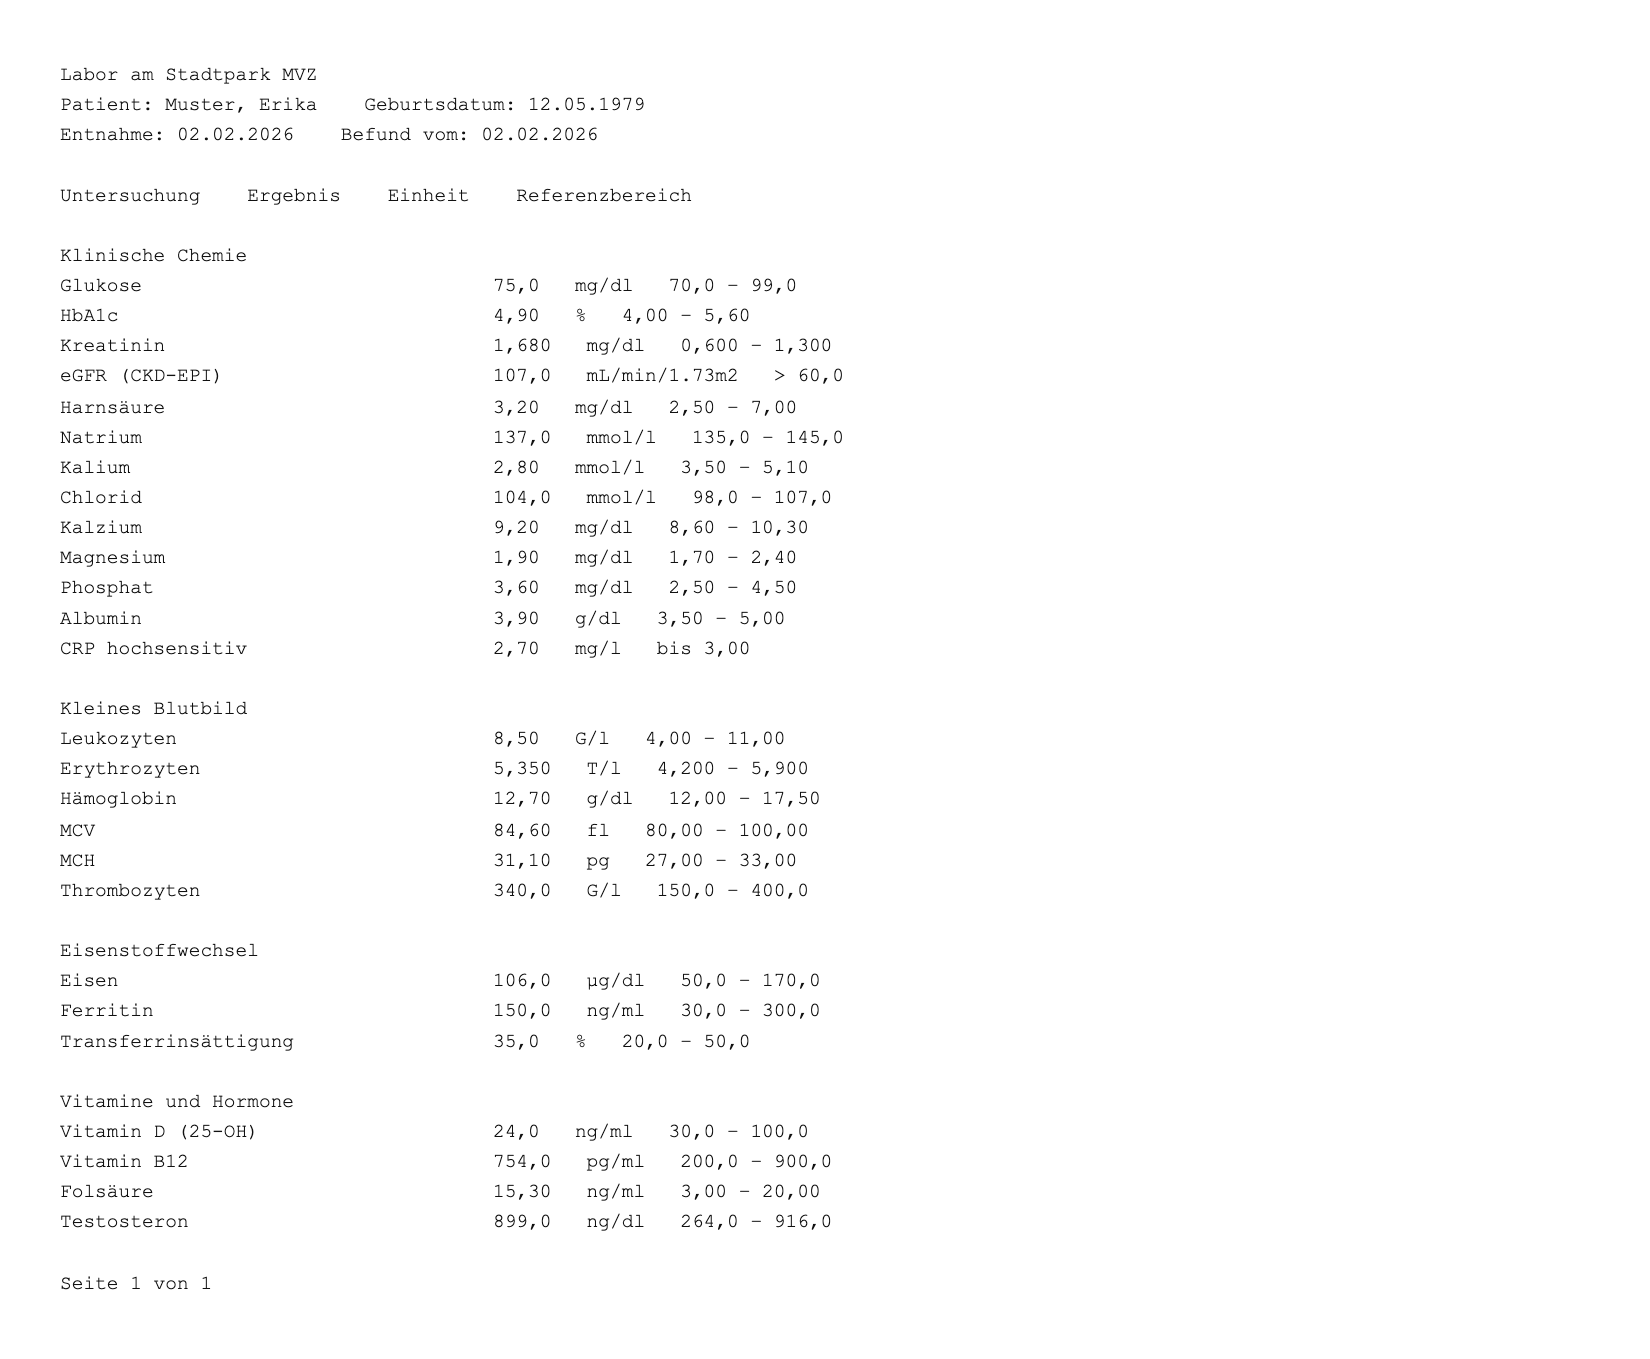 Labor am Stadtpark MVZ
Patient: Muster, Erika    Geburtsdatum: 12.05.1979
Entnahme: 02.02.2026    Befund vom: 02.02.2026
Untersuchung    Ergebnis    Einheit    Referenzbereich
Klinische Chemie
Glukose    75,0   mg/dl   70,0 – 99,0
HbA1c    4,90   %   4,00 – 5,60
Kreatinin    1,680   mg/dl   0,600 – 1,300
eGFR (CKD-EPI)    107,0   mL/min/1.73m2   > 60,0
Harnsäure    3,20   mg/dl   2,50 – 7,00
Natrium    137,0   mmol/l   135,0 – 145,0
Kalium    2,80   mmol/l   3,50 – 5,10
Chlorid    104,0   mmol/l   98,0 – 107,0
Kalzium    9,20   mg/dl   8,60 – 10,30
Magnesium    1,90   mg/dl   1,70 – 2,40
Phosphat    3,60   mg/dl   2,50 – 4,50
Albumin    3,90   g/dl   3,50 – 5,00
CRP hochsensitiv    2,70   mg/l   bis 3,00
Kleines Blutbild
Leukozyten    8,50   G/l   4,00 – 11,00
Erythrozyten    5,350   T/l   4,200 – 5,900
Hämoglobin    12,70   g/dl   12,00 – 17,50
MCV    84,60   fl   80,00 – 100,00
MCH    31,10   pg   27,00 – 33,00
Thrombozyten    340,0   G/l   150,0 – 400,0
Eisenstoffwechsel
Eisen    106,0   µg/dl   50,0 – 170,0
Ferritin    150,0   ng/ml   30,0 – 300,0
Transferrinsättigung    35,0   %   20,0 – 50,0
Vitamine und Hormone
Vitamin D (25-OH)    24,0   ng/ml   30,0 – 100,0
Vitamin B12    754,0   pg/ml   200,0 – 900,0
Folsäure    15,30   ng/ml   3,00 – 20,00
Testosteron    899,0   ng/dl   264,0 – 916,0
Seite 1 von 1